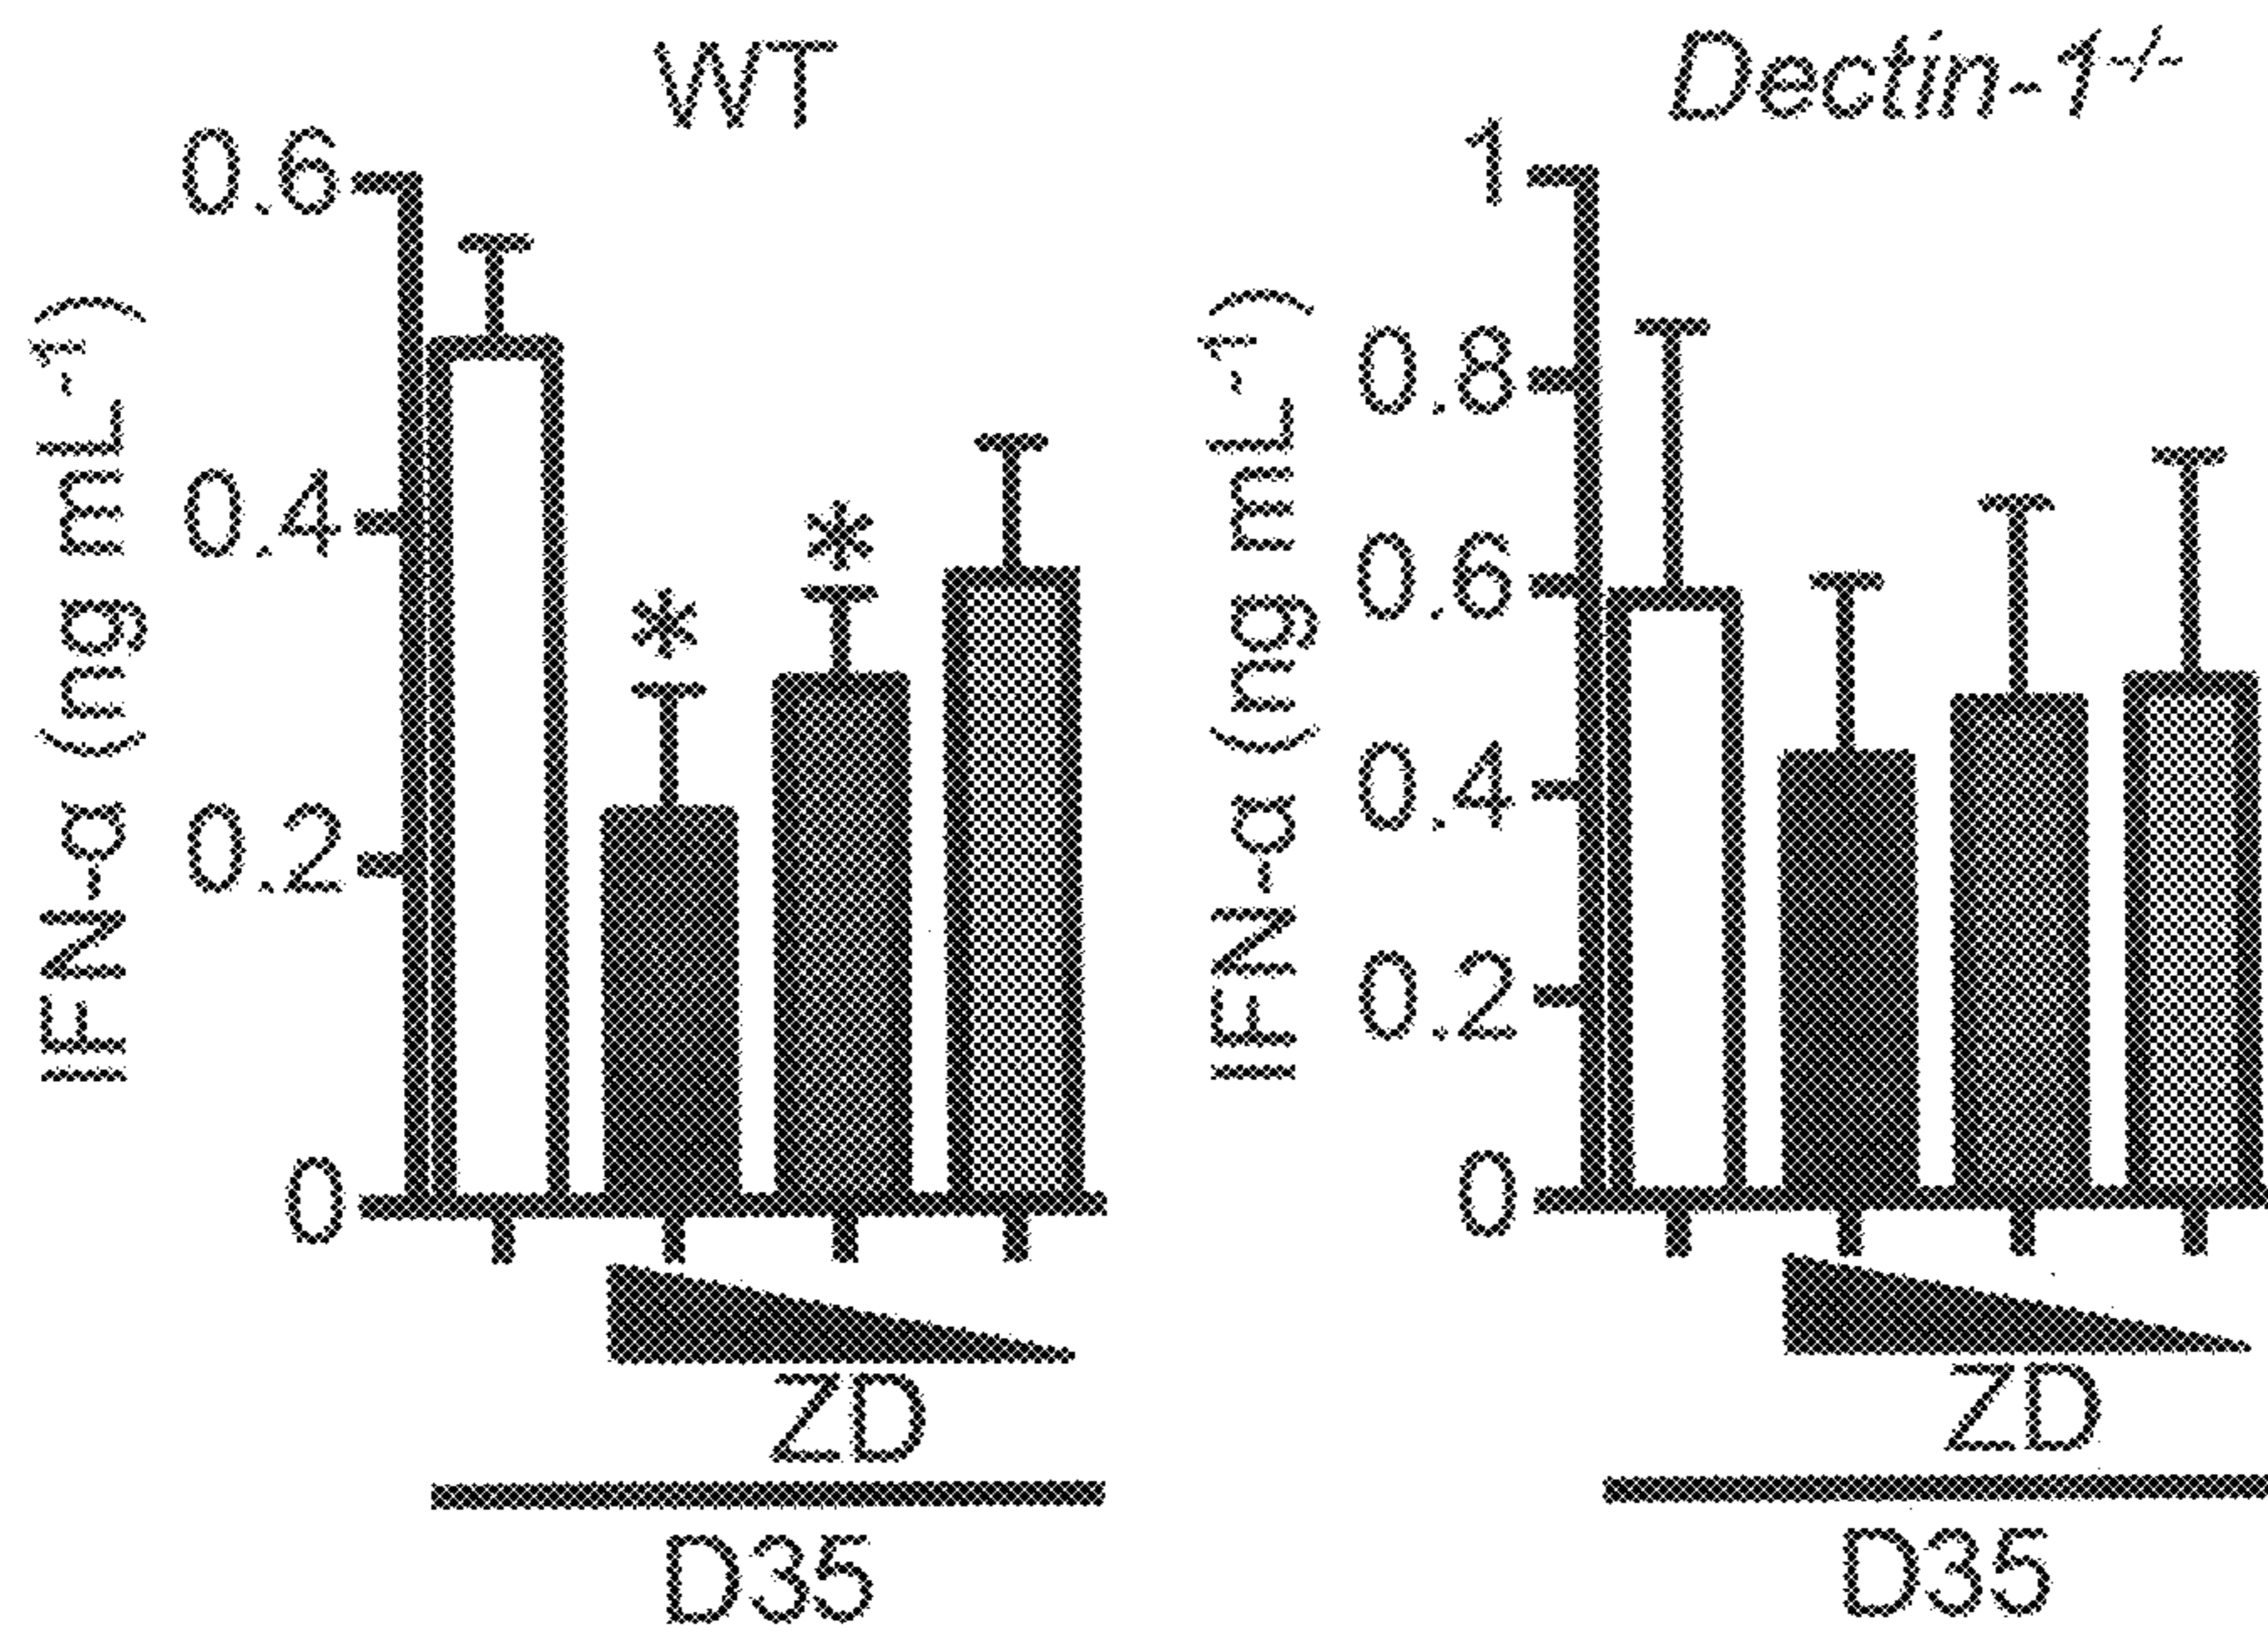 WT
IFN-α (ng mL⁻¹)
0.6
0.4
0.2
0
*
*
ZD
D35
Dectin-1⁻/⁻
IFN-α (ng mL⁻¹)
1
0.8
0.6
0.4
0.2
0
ZD
D35